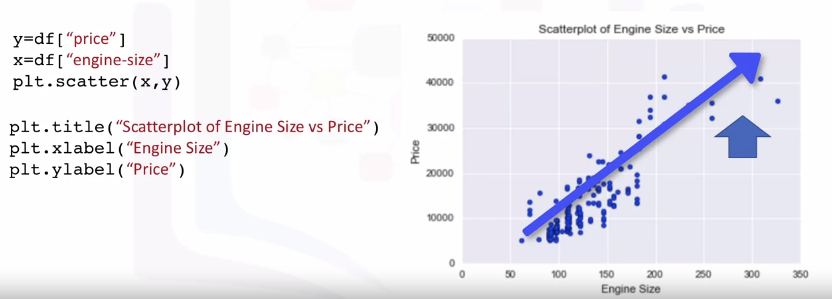 y=df["price"]
x=df["engine-size"]
plt.scatter(x,y)
plt.title(“Scatterplot of Engine Size vs Price”)
plt.xlabel(“Engine Size”)
plt.ylabel(“Price”)
Scatterplot of Engine Size vs Price
50000
40000
30000
20000
10000
0
Price
0 50 100 150 200 250 300 350
Engine Size